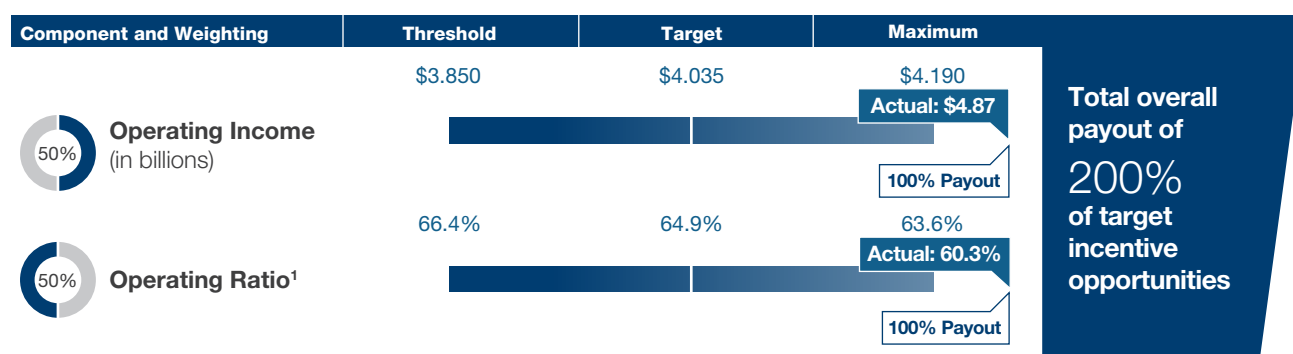 Component and Weighting Threshold Target Maximum
$3.850 $4.035 $4.190
Actual: $4.87
50% Operating Income
(in billions)
100% Payout
66.4% 64.9% 63.6%
Actual: 60.3%
50% Operating Ratio¹
100% Payout
Total overall
payout of
200%
of target
incentive
opportunities